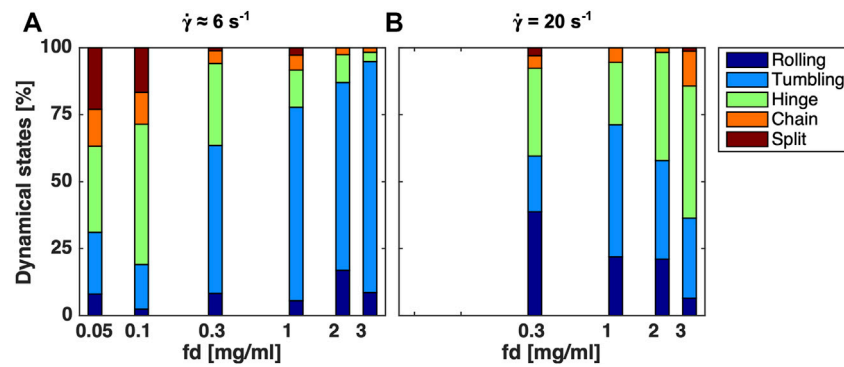 A
γ̇ ≈ 6 s⁻¹
B
γ̇ = 20 s⁻¹
Dynamical states [%]
100
75
50
25
0
0.05 0.1 0.3 1 2 3
fd [mg/ml]
0.3 1 2 3
fd [mg/ml]
Rolling
Tumbling
Hinge
Chain
Split